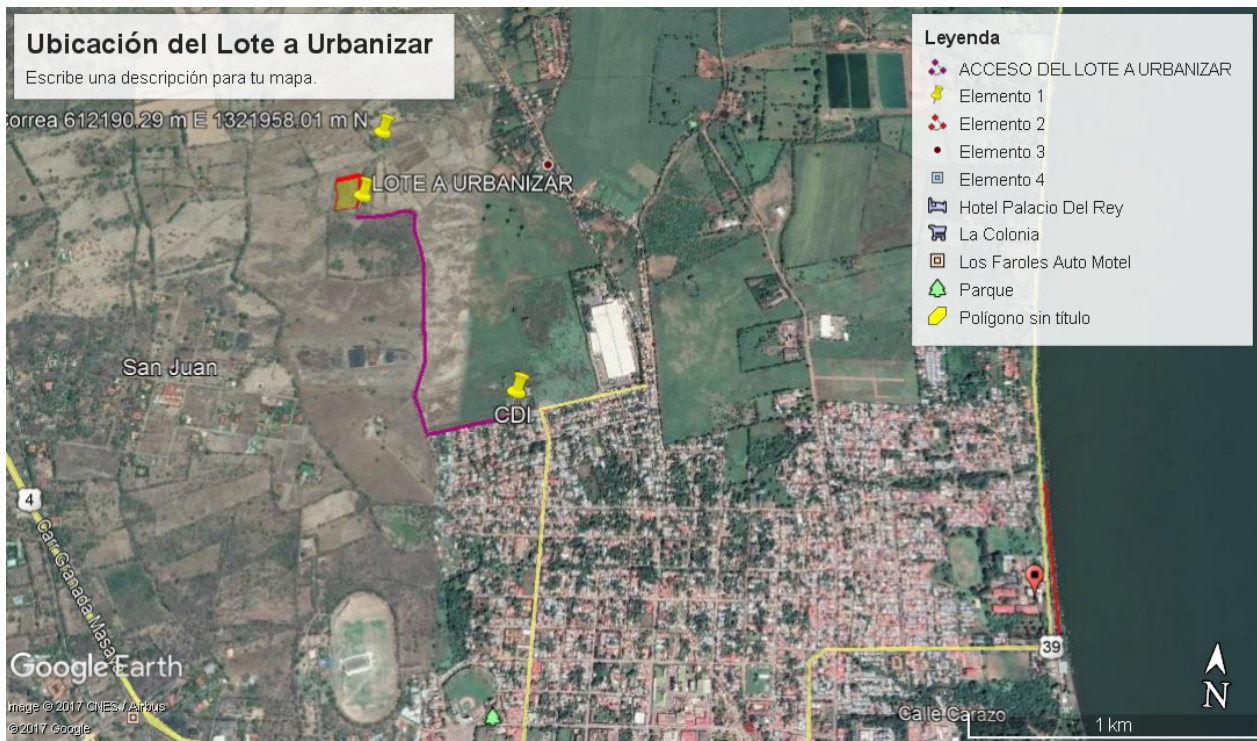 Ubicación del Lote a Urbanizar
Escribe una descripción para tu mapa.
Leyenda
ACCESO DEL LOTE A URBANIZAR
Elemento 1
Elemento 2
Elemento 3
Elemento 4
Hotel Palacio Del Rey
La Colonia
Los Faroles Auto Motel
Parque
Polígono sin título
orrea 612190.29 m E 1321958.01 m N
LOTE A URBANIZAR
San Juan
CDI
4
Carr Granada Masaya
39
Google Earth
Image © 2017 CNES / Airbus
© 2017 Google
Calle Carazo
N
1 km